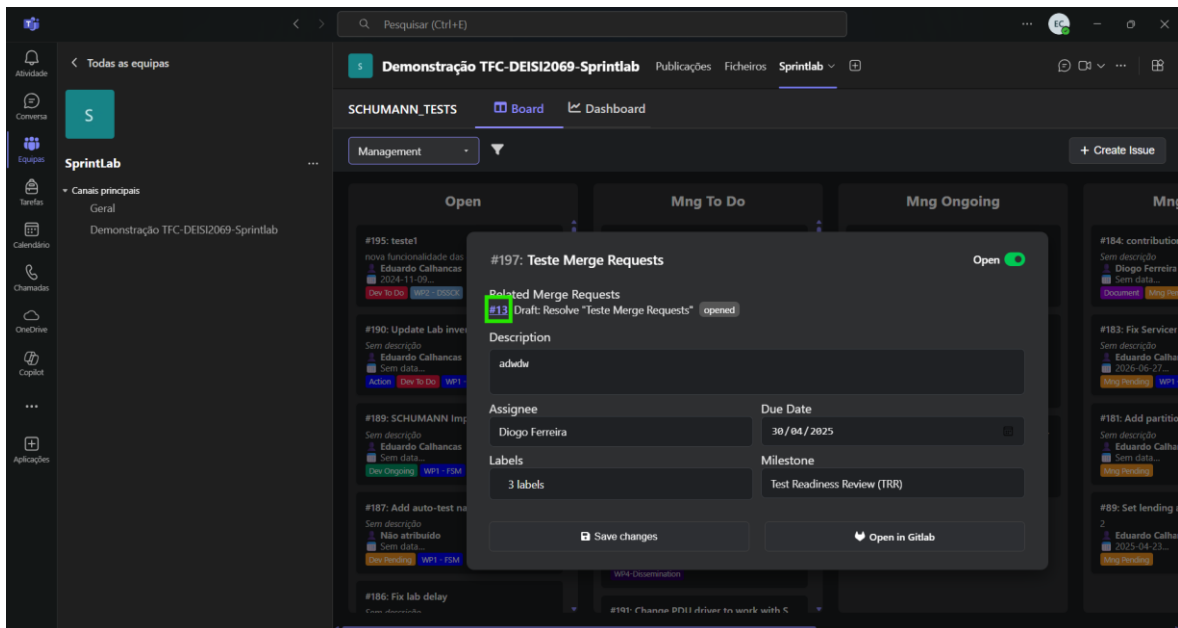 Pesquisar (Ctrl+E)
EC
Atividade
Conversa
Equipas
Tarefas
Calendário
Chamadas
OneDrive
Copilot
Aplicações
Todas as equipas
S
SprintLab
Canais principais
Geral
Demonstração TFC-DEISI2069-Sprintlab
S
Demonstração TFC-DEISI2069-Sprintlab Publicações Ficheiros Sprintlab
SCHUMANN_TESTS Board Dashboard
Management
+ Create Issue
Open
#195: teste1
nova funcionalidade das
Eduardo Calhancas
2024-11-09...
Dev To Do WP2 - DSSCX
#190: Update Lab inve
Sem descrição
Eduardo Calhancas
Sem data...
Action Dev To Do WP1 -
#189: SCHUMANN Imp
Sem descrição
Eduardo Calhancas
Sem data...
Dev Ongoing WP1 - FSM
#187: Add auto-test na
Sem descrição
Não atribuído
Sem data...
Dev Pending WP1 - FSM
#186: Fix lab delay
Sem descrição
Mng To Do
WP4-Dissemination
#191: Change PDU driver to work with S
Mng Ongoing
Mng
#184: contribution
Sem descrição
Diogo Ferreira
Sem data...
Document Mng Pen
#183: Fix Servicer
Sem descrição
Eduardo Calha
2026-06-27...
Mng Pending WP1 -
#181: Add partitio
Sem descrição
Eduardo Calha
Sem data...
Mng Pending
#89: Set lending
2
Eduardo Calha
2025-04-23...
Mng Pending
#197: Teste Merge Requests
Open
Related Merge Requests
#13: Draft: Resolve "Teste Merge Requests" opened
Description
adwdw
Assignee
Diogo Ferreira
Due Date
30/04/2025
Labels
3 labels
Milestone
Test Readiness Review (TRR)
Save changes
Open in Gitlab